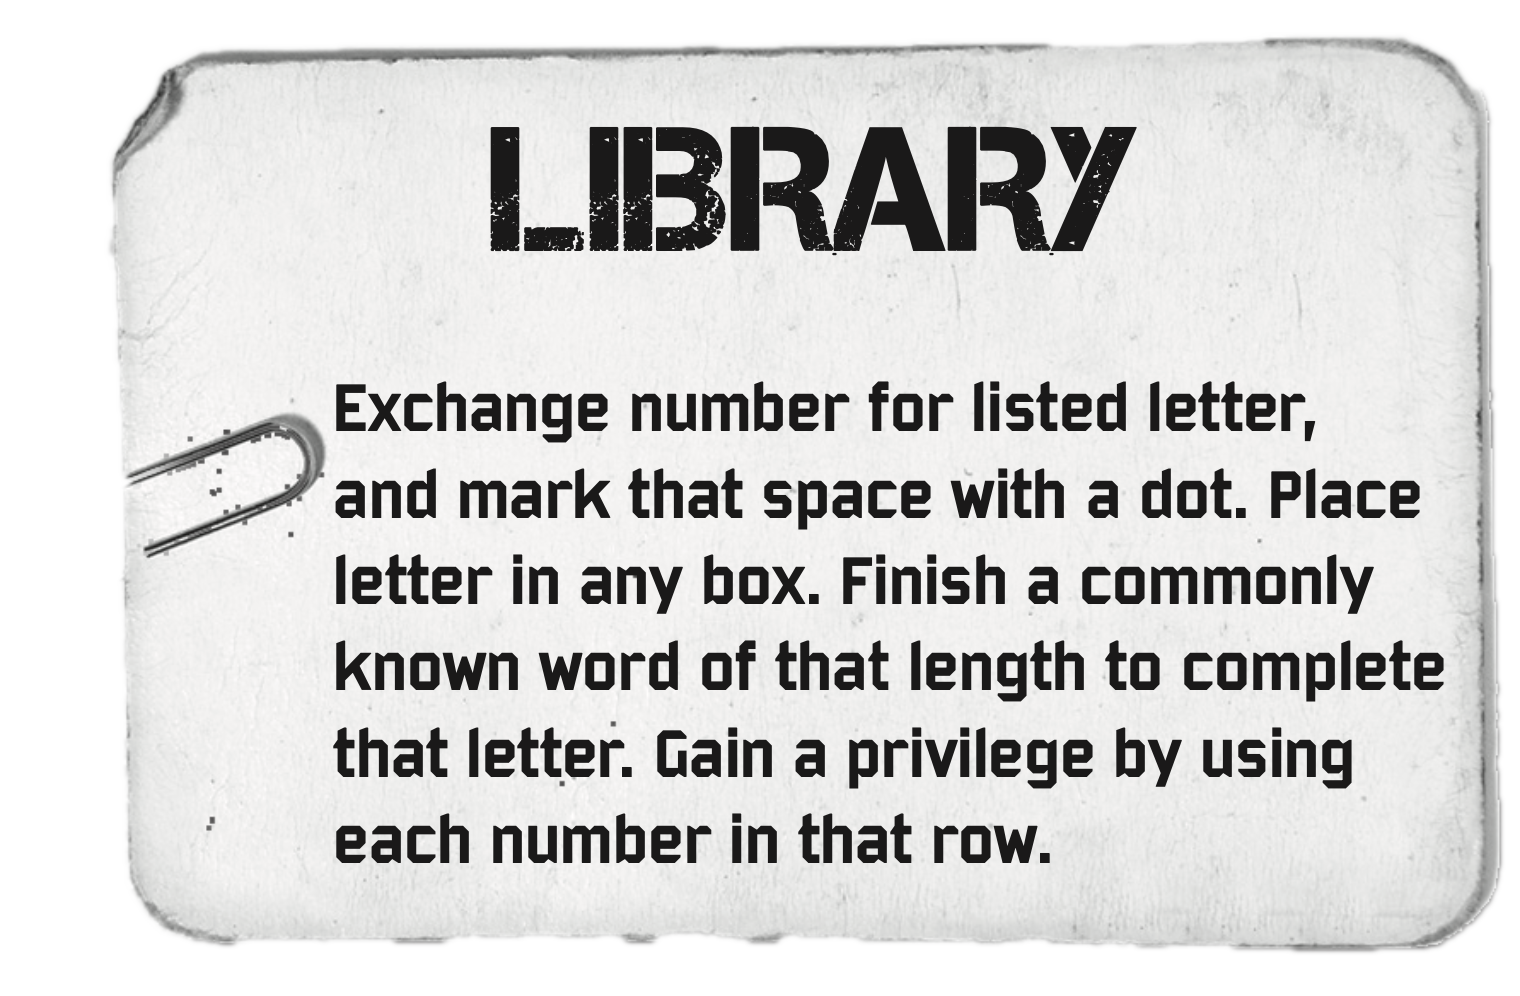 LIBRARY
Exchange number for listed letter,
and mark that space with a dot. Place
letter in any box. Finish a commonly
known word of that length to complete
that letter. Gain a privilege by using
each number in that row.